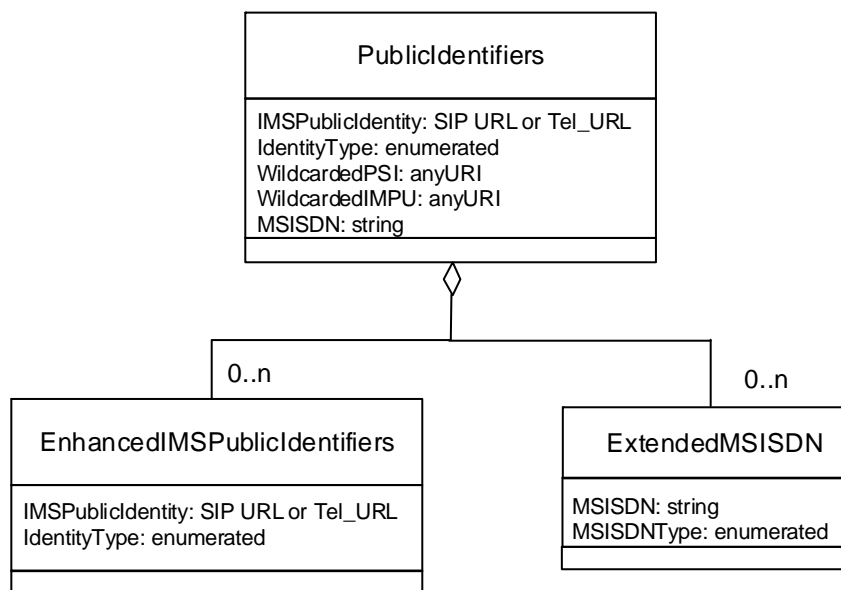 PublicIdentifiers
IMSPublicIdentity: SIP URL or Tel_URL
IdentityType: enumerated
WildcardedPSI: anyURI
WildcardedIMPU: anyURI
MSISDN: string
0..n
0..n
EnhancedIMSPublicIdentifiers
IMSPublicIdentity: SIP URL or Tel_URL
IdentityType: enumerated
ExtendedMSISDN
MSISDN: string
MSISDNType: enumerated